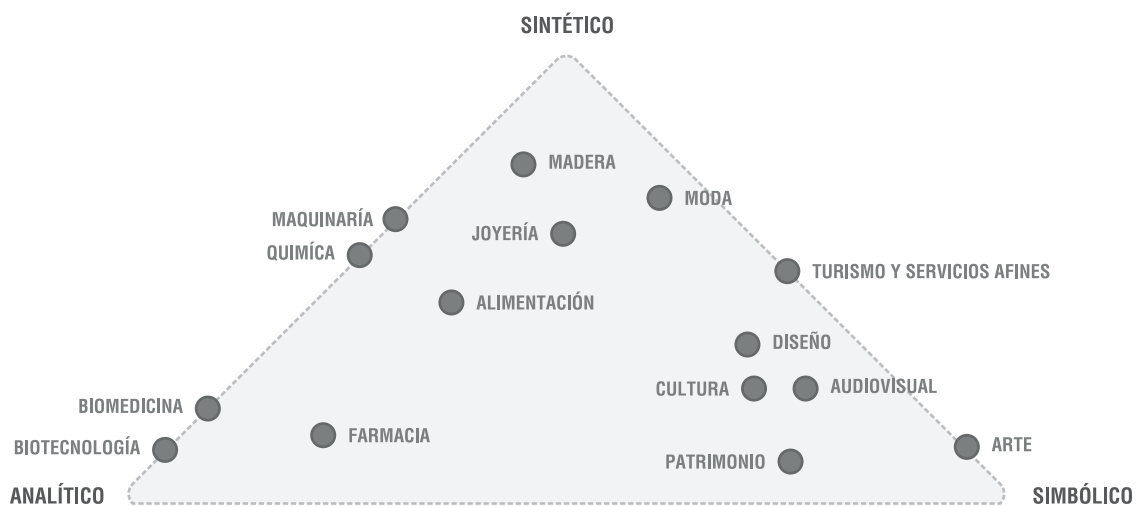 SINTÉTICO
MADERA
MODA
MAQUINARÍA
JOYERÍA
QUIMÍCA
TURISMO Y SERVICIOS AFINES
ALIMENTACIÓN
DISEÑO
CULTURA
AUDIOVISUAL
BIOMEDICINA
FARMACIA
BIOTECNOLOGÍA
ARTE
PATRIMONIO
ANALÍTICO
SIMBÓLICO